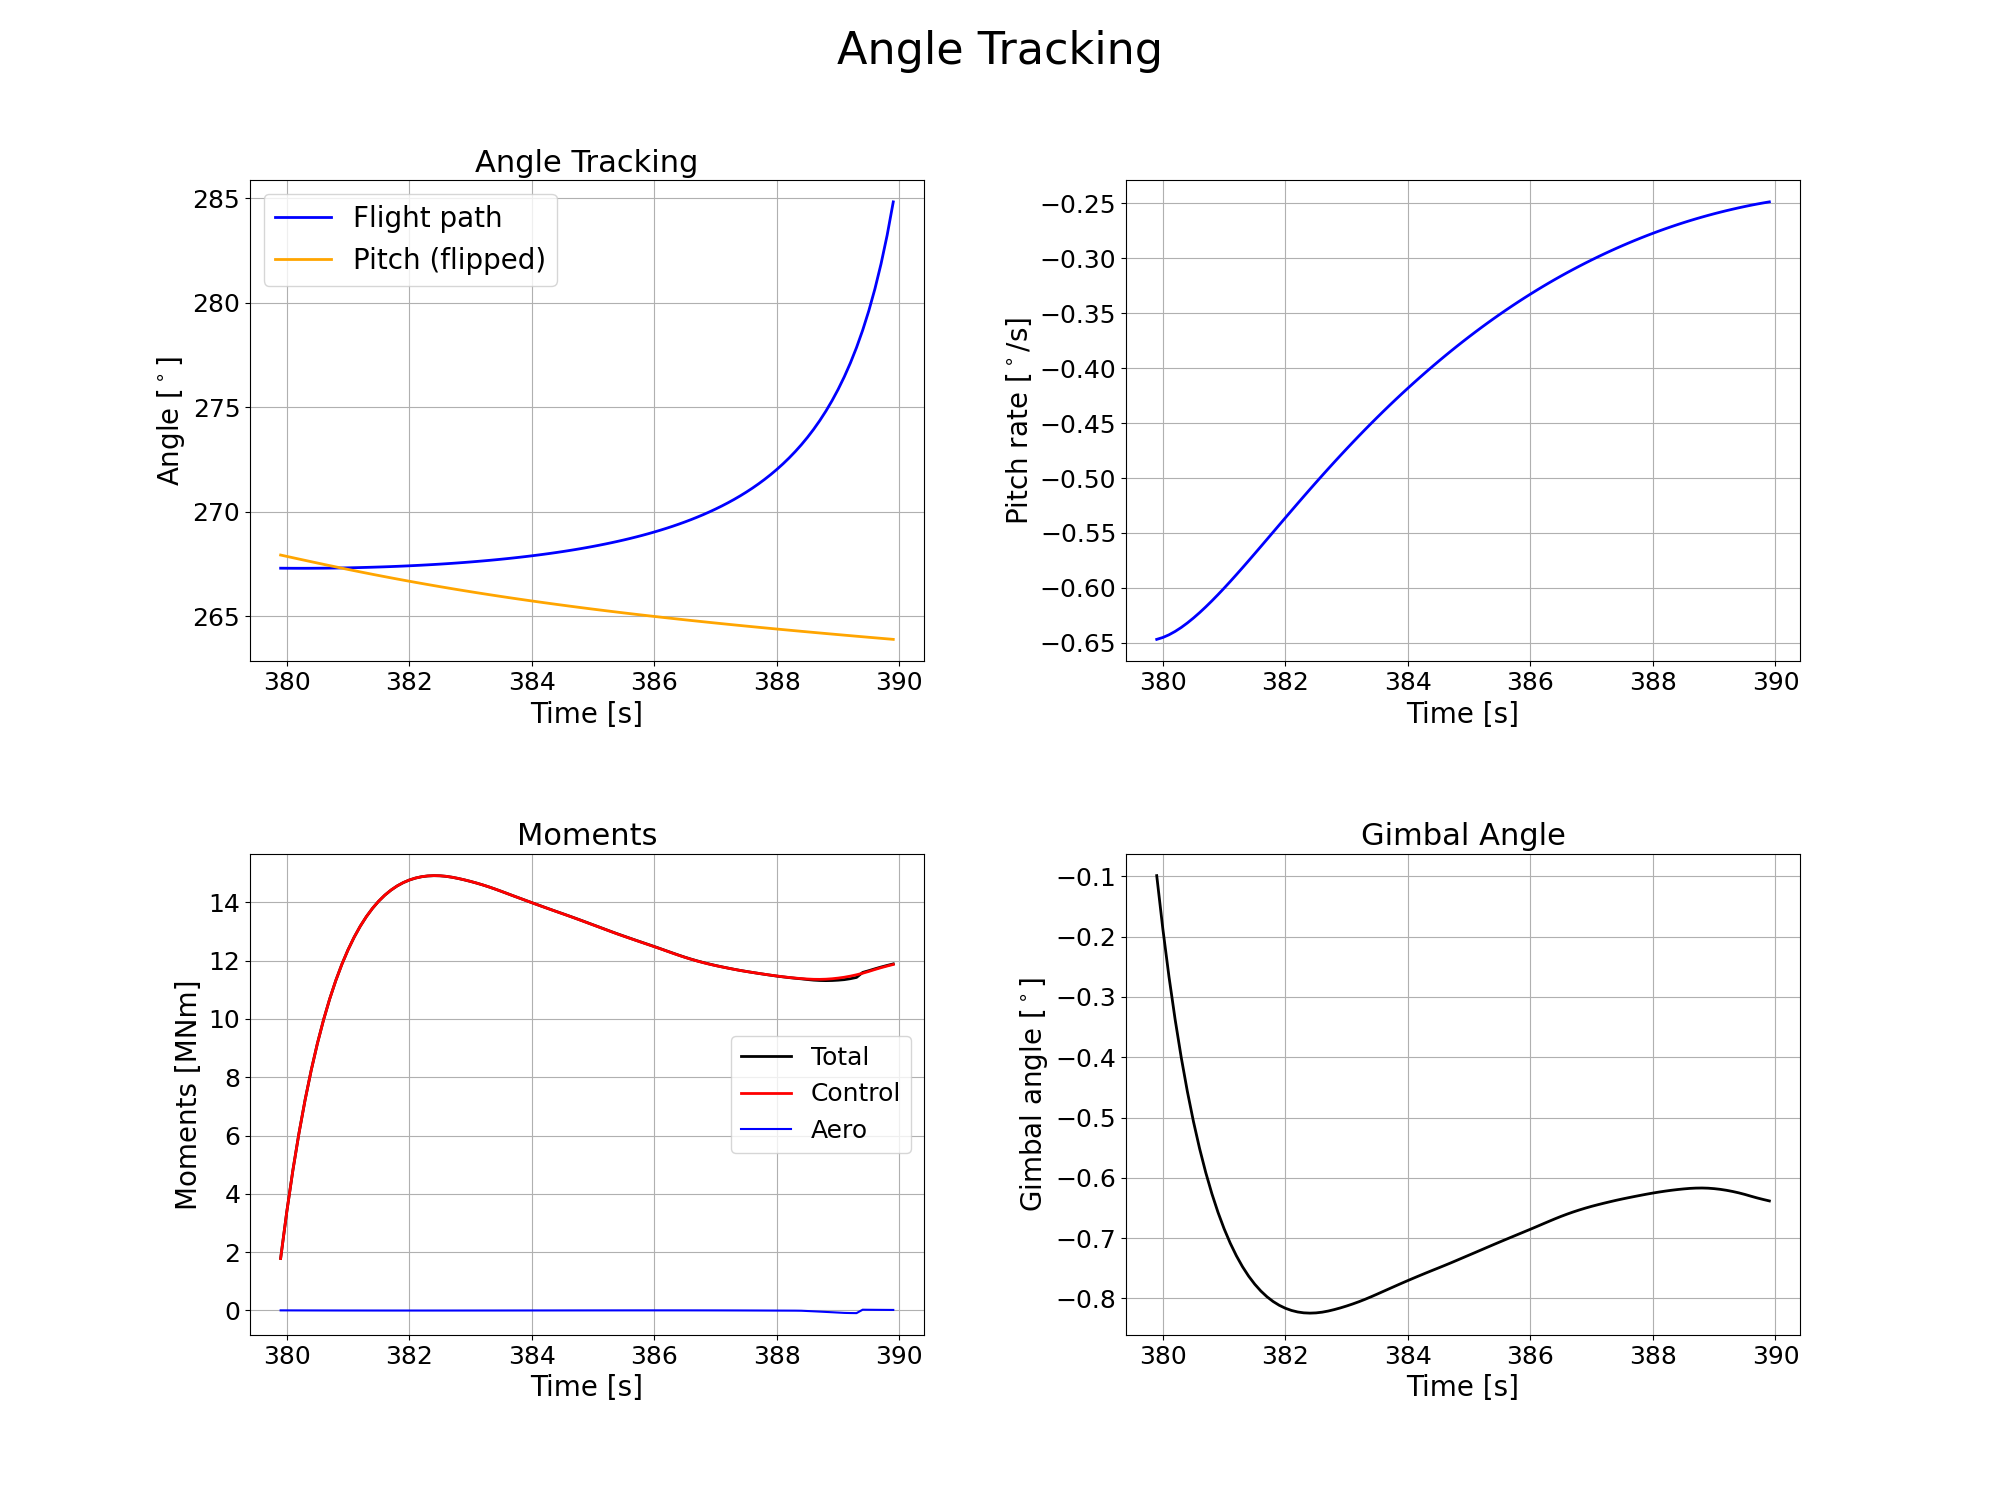 Angle Tracking
Angle Tracking
285
280
275
270
265
Angle [°]
Flight path
Pitch (flipped)
380 382 384 386 388 390
Time [s]
−0.25
−0.30
−0.35
−0.40
−0.45
−0.50
−0.55
−0.60
−0.65
Pitch rate [°/s]
380 382 384 386 388 390
Time [s]
Moments
14
12
10
8
6
4
2
0
Moments [MNm]
Total
Control
Aero
380 382 384 386 388 390
Time [s]
Gimbal Angle
−0.1
−0.2
−0.3
−0.4
−0.5
−0.6
−0.7
−0.8
Gimbal angle [°]
380 382 384 386 388 390
Time [s]